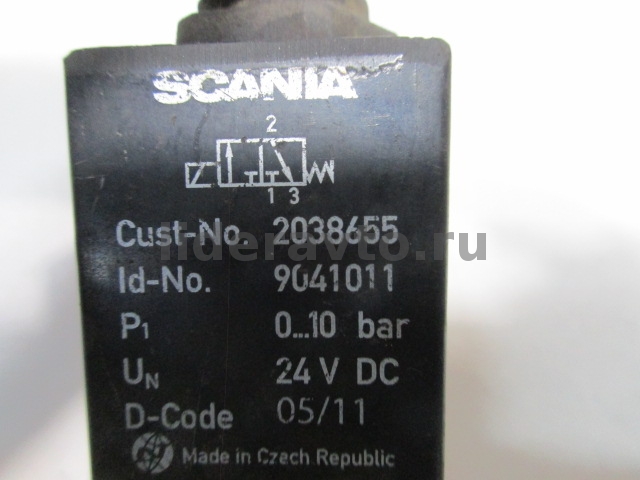 SCANIA
2
1 3
Cust-No. 2038655
lideravto.ru
Id-No. 9041011
P1 0...10 bar
UN 24 V DC
D-Code 05/11
Made in Czech Republic